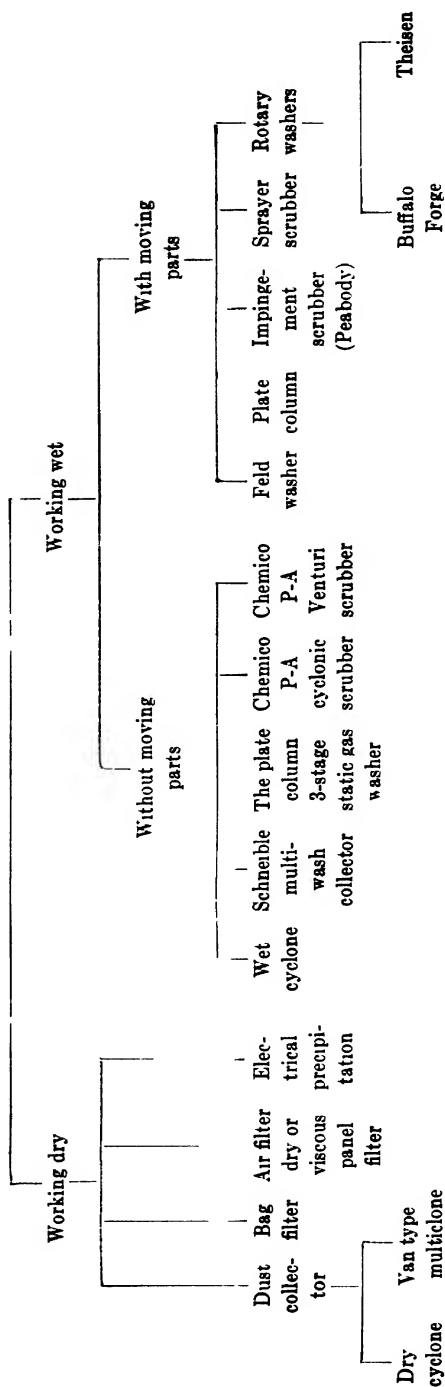 Working dry
Working wet
Without moving
parts
With moving
parts
Dust
collec-
tor
Bag
filter
Air filter
dry or
viscous
panel
filter
Elec-
trical
precipi-
tation
Wet
cyclone
Schneible
multi-
wash
collector
The plate
column
3-stage
static gas
washer
Chemico
P-A
cyclonic
scrubber
Chemico
P-A
Venturi
scrubber
Feld
washer
Plate
column
Impinge-
ment
scrubber
(Peabody)
Sprayer
scrubber
Rotary
washers
Dry
cyclone
Van type
multiclone
Buffalo
Forge
Theisen